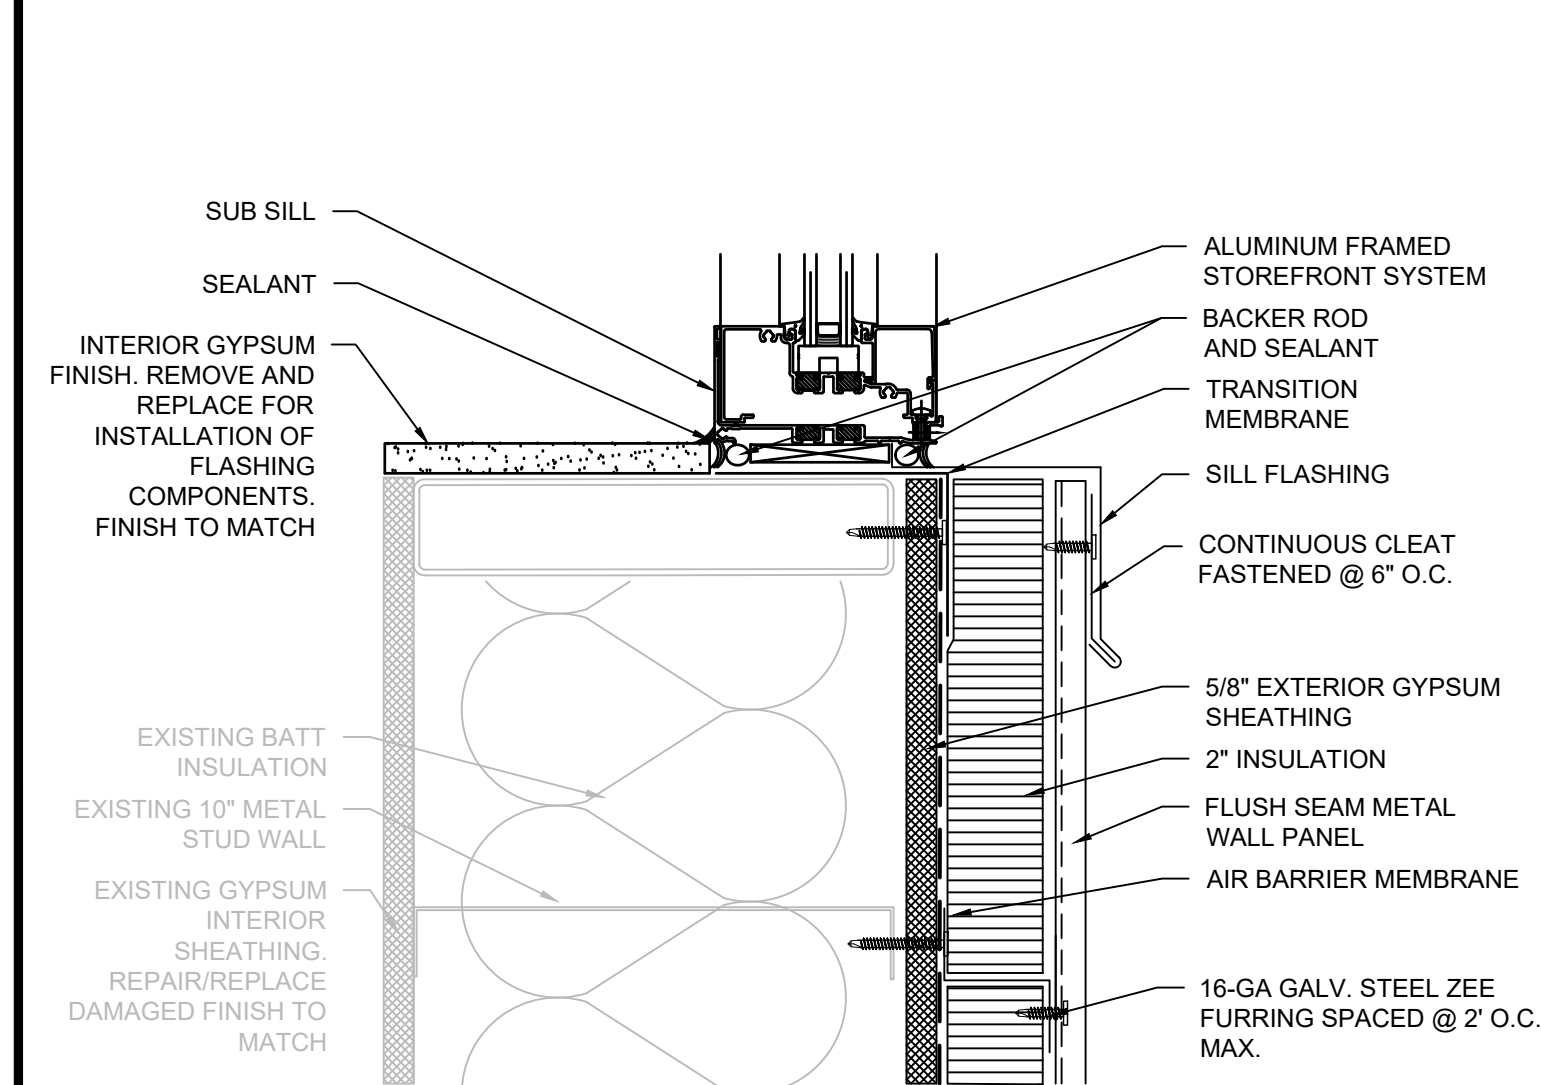 SUB SILL
SEALANT
INTERIOR GYPSUM
FINISH. REMOVE AND
REPLACE FOR
INSTALLATION OF
FLASHING
COMPONENTS.
FINISH TO MATCH
EXISTING BATT
INSULATION
EXISTING 10" METAL
STUD WALL
EXISTING GYPSUM
INTERIOR
SHEATHING.
REPAIR/REPLACE
DAMAGED FINISH TO
MATCH
ALUMINUM FRAMED
STOREFRONT SYSTEM
BACKER ROD
AND SEALANT
TRANSITION
MEMBRANE
SILL FLASHING
CONTINUOUS CLEAT
FASTENED @ 6" O.C.
5/8" EXTERIOR GYPSUM
SHEATHING
2" INSULATION
FLUSH SEAM METAL
WALL PANEL
AIR BARRIER MEMBRANE
16-GA GALV. STEEL ZEE
FURRING SPACED @ 2' O.C.
MAX.